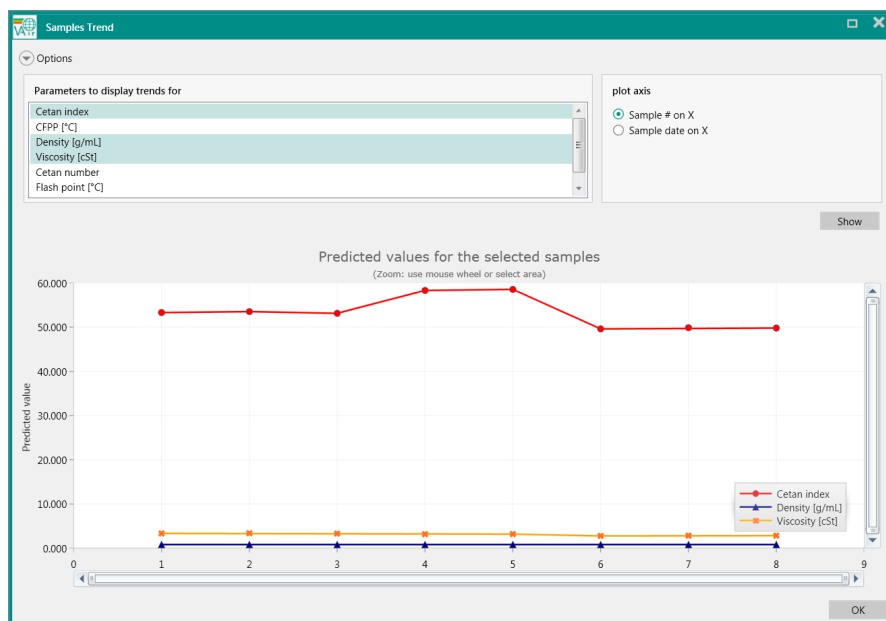 Samples Trend
Options
Parameters to display trends for
Cetan index
CFPP [°C]
Density [g/mL]
Viscosity [cSt]
Cetan number
Flash point [°C]
plot axis
Sample # on X
Sample date on X
Show
Predicted values for the selected samples
(Zoom: use mouse wheel or select area)
Predicted value
60.000
50.000
40.000
30.000
20.000
10.000
0.000
0 1 2 3 4 5 6 7 8 9
Cetan index
Density [g/mL]
Viscosity [cSt]
OK